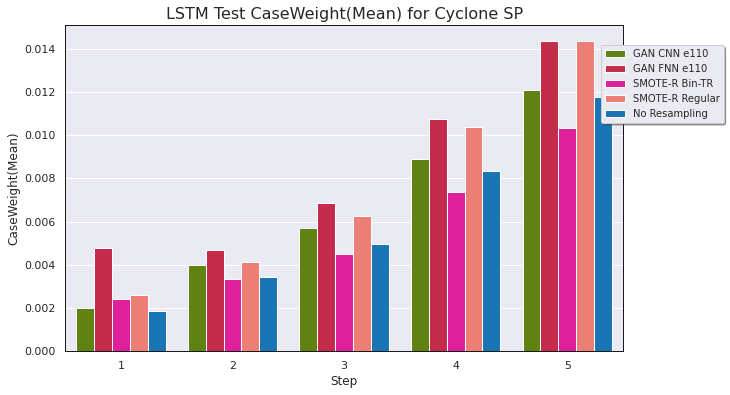 LSTM Test CaseWeight(Mean) for Cyclone SP
0.014
0.012
0.010
0.008
0.006
0.004
0.002
0.000
CaseWeight(Mean)
1 2 3 4 5
Step
GAN CNN e110
GAN FNN e110
SMOTE-R Bin-TR
SMOTE-R Regular
No Resampling